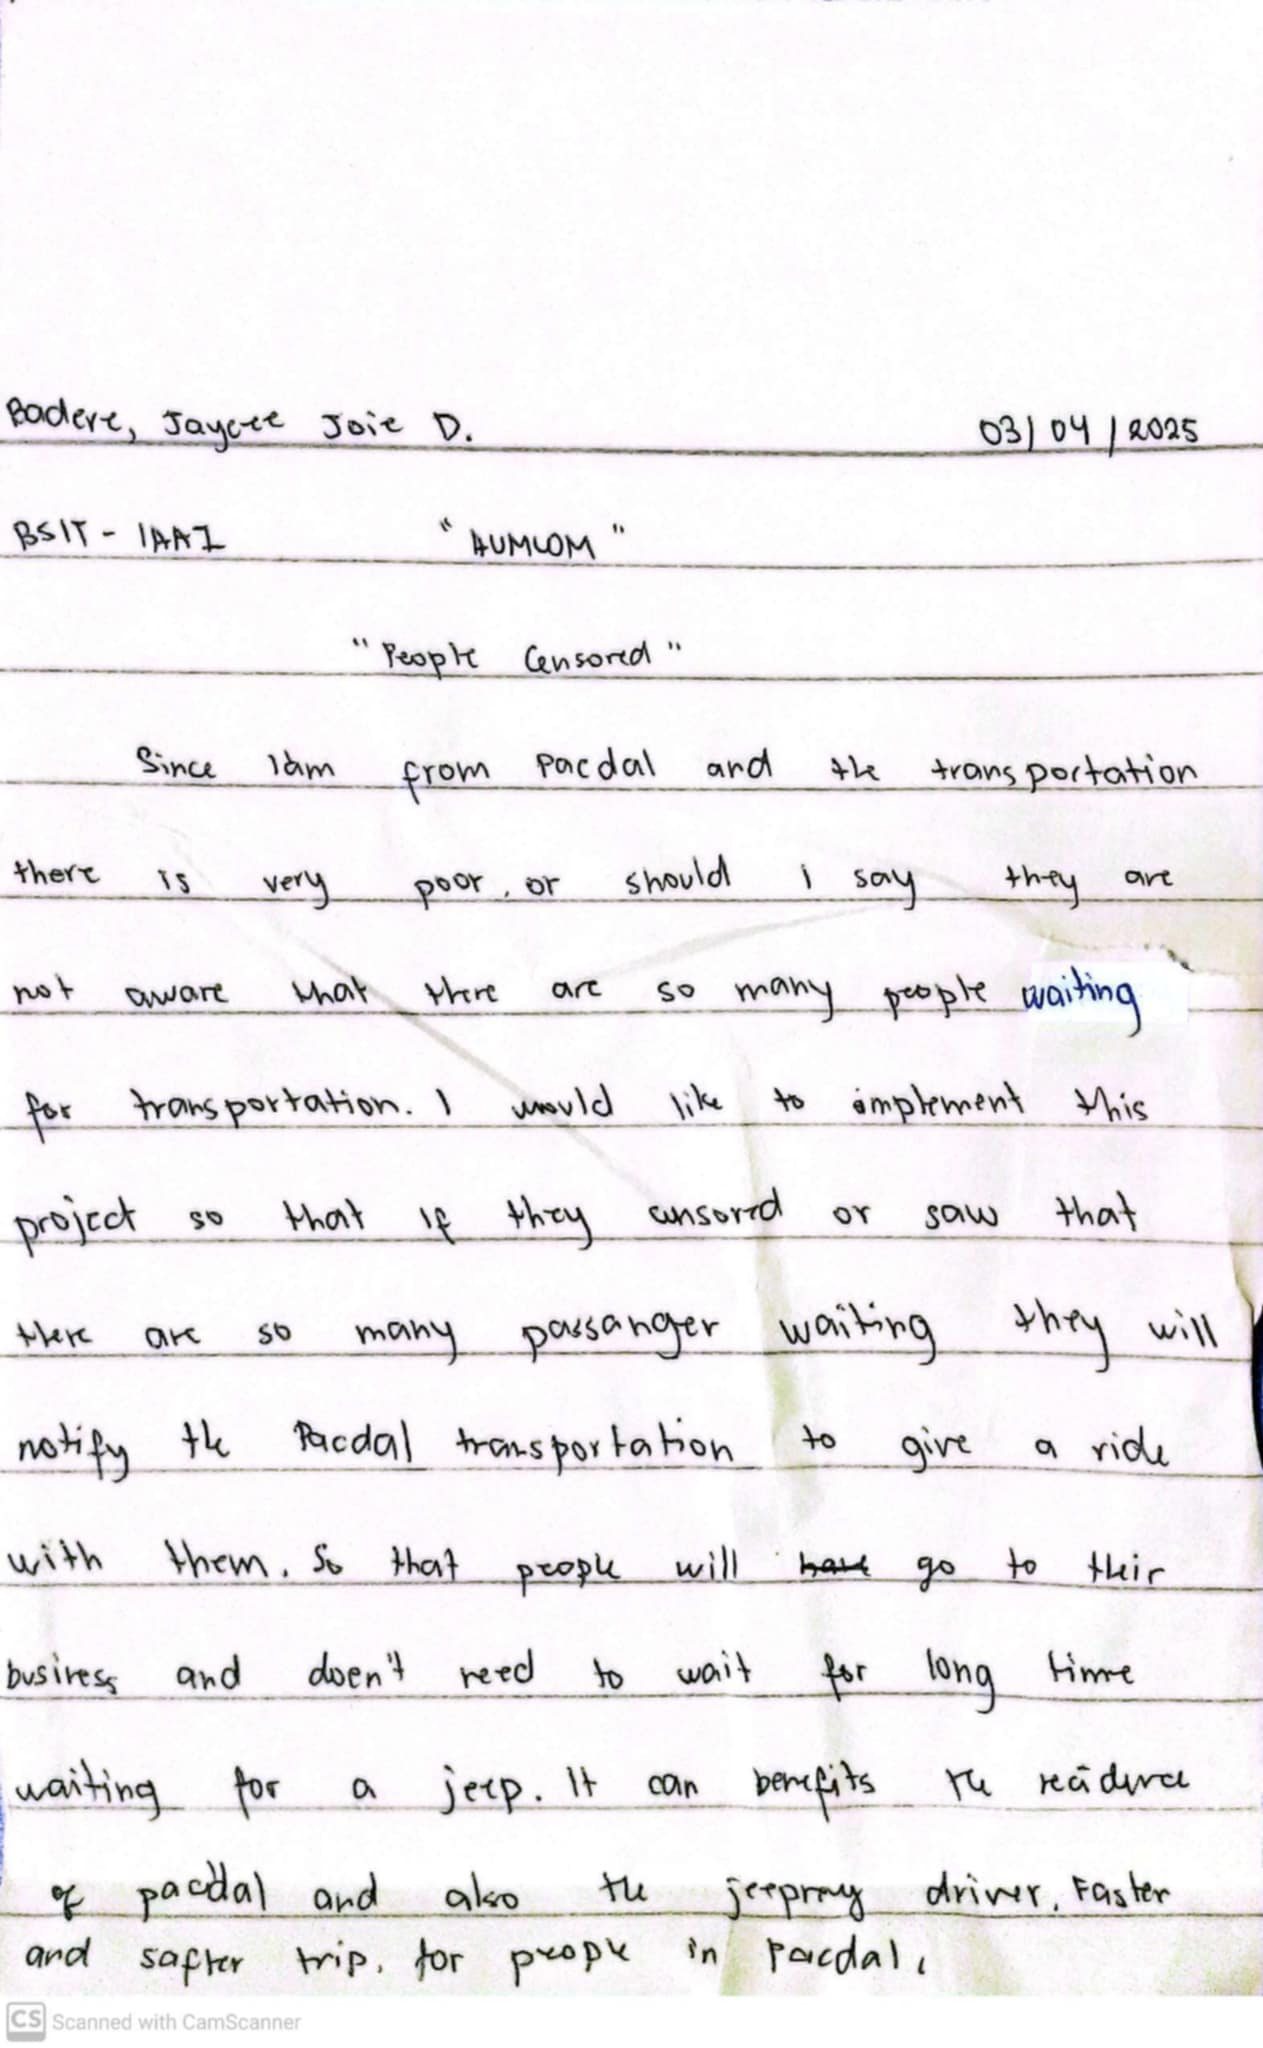 Badere, Jaycee Joie D. 03/04/2025
BSIT - 1AA1 "HUMCOM"
"People Censored"
Since I am from Pacdal and the transportation
there is very poor, or should i say they are
not aware that there are so many people waiting
for transportation. I would like to implement this
project so that if they censored or saw that
there are so many passanger waiting they will
notify the Pacdal transportation to give a ride
with them. So that people will have go to their
business and doen't need to wait for long time
waiting for a jeep. It can benefits the
of pacdal and also the jeepney driver. Faster
and safter trip. for people in Pacdal.
CS Scanned with CamScanner